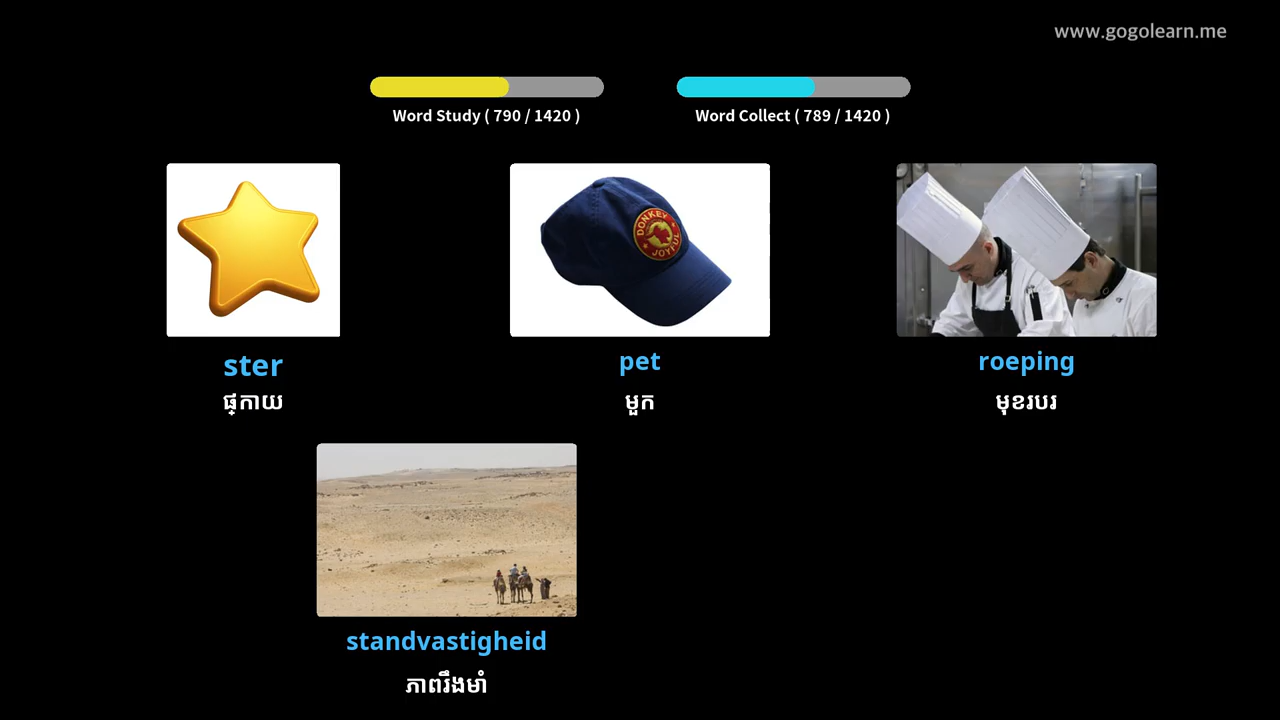 www.gogolearn.me
Word Study ( 790 / 1420 )
Word Collect ( 789 / 1420 )
DONKEY
JOYFUL
ster
pet
roeping
ផ្កាយ
មួក
មុខរបរ
standvastigheid
ភាពរឹងមាំ